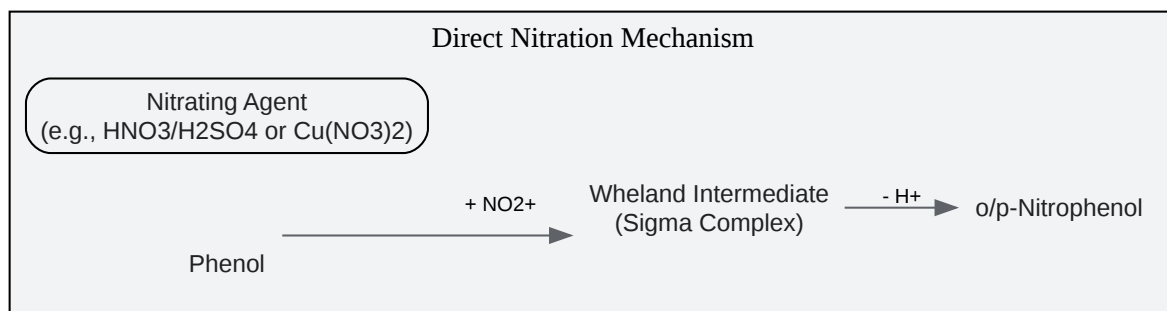 Direct Nitration Mechanism
Nitrating Agent
(e.g., HNO3/H2SO4 or Cu(NO3)2)
Phenol
+ NO2+
Wheland Intermediate
(Sigma Complex)
- H+
o/p-Nitrophenol